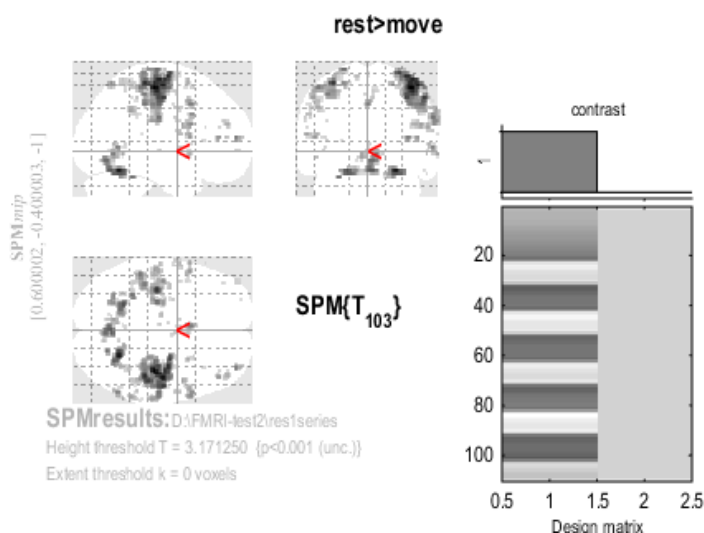 rest>move
SPMmip
[0.600002, -0.400003, -1]
<
<
<
SPM{T103}
SPMresults: D:\FMRI-test2\res1series
Height threshold T = 3.171250 {p<0.001 (unc.)}
Extent threshold k = 0 voxels
contrast
1
20
40
60
80
100
0.5 1 1.5 2 2.5
Design matrix